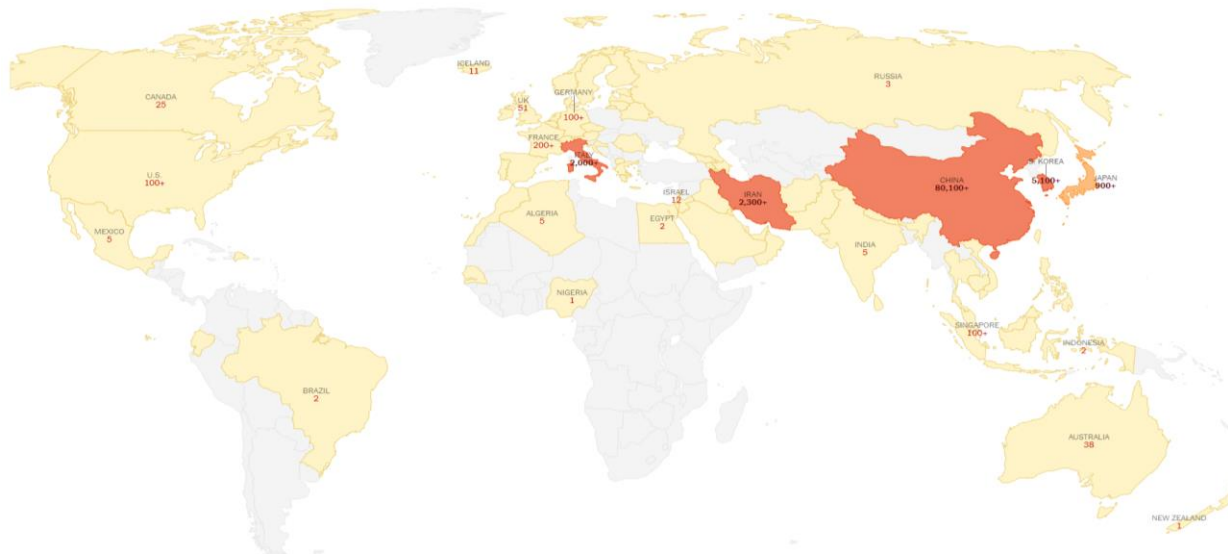 ICELAND
11
RUSSIA
3
CANADA
25
UK
51
GERMANY
100+
FRANCE
200+
ITALY
2,000+
S. KOREA
5,100+
JAPAN
900+
CHINA
80,100+
U.S.
100+
IRAN
2,300+
ISRAEL
12
ALGERIA
5
EGYPT
2
MEXICO
5
INDIA
5
NIGERIA
1
SINGAPORE
100+
INDONESIA
2
BRAZIL
2
AUSTRALIA
38
NEW ZEALAND
1